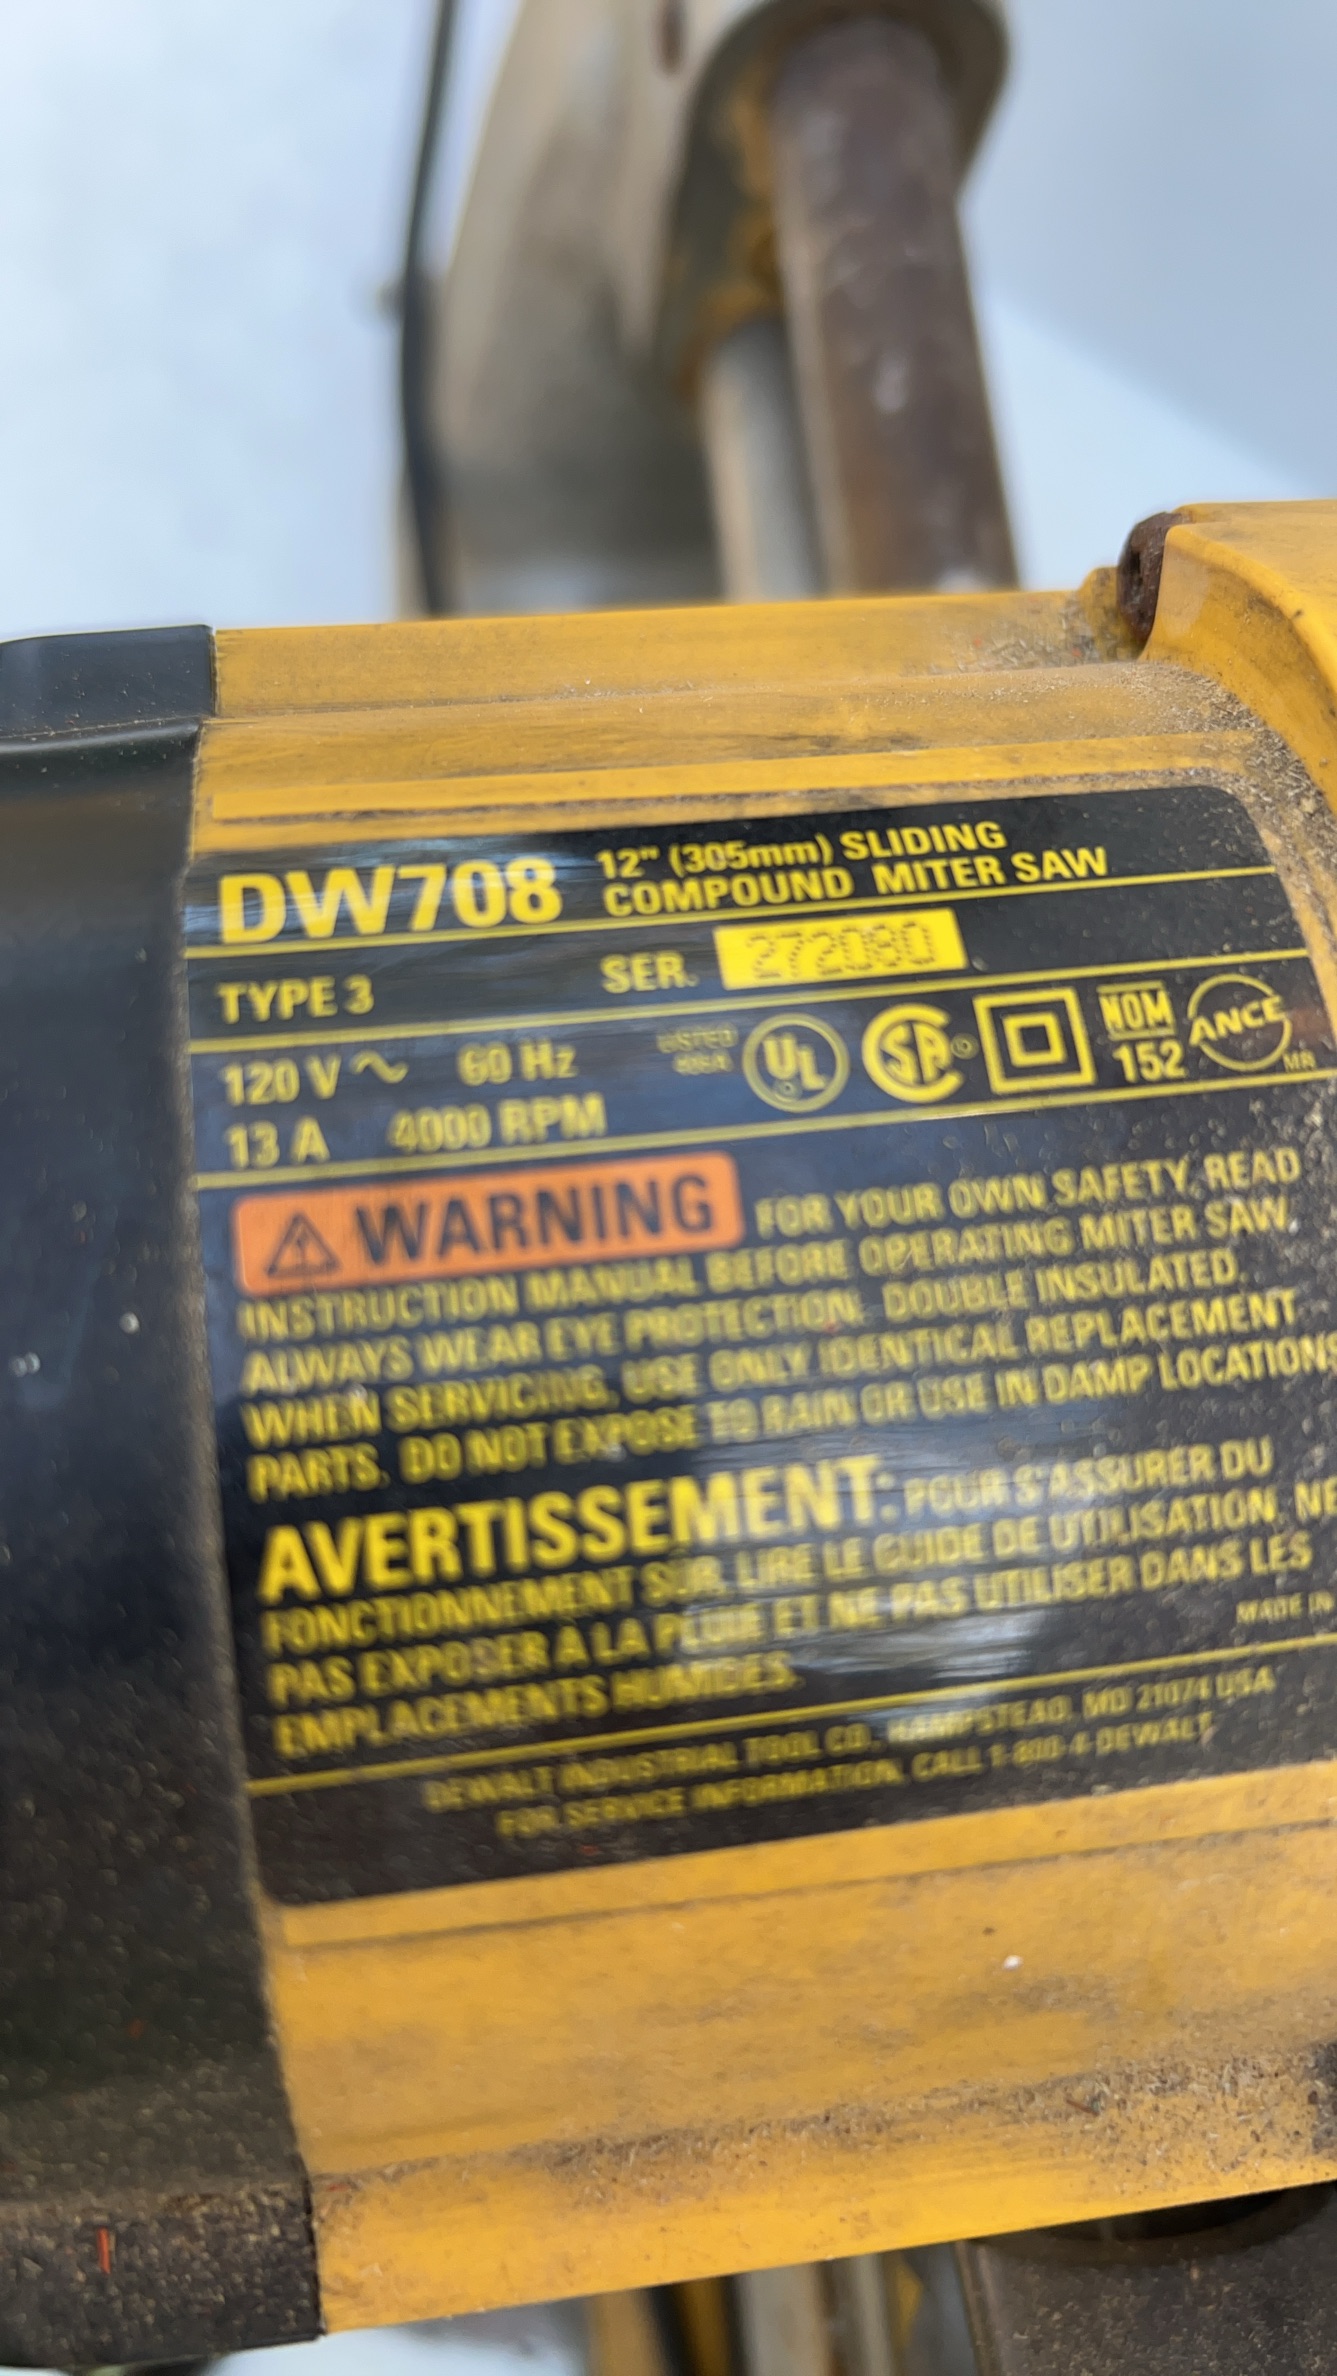 DW708 12" (305mm) SLIDING
COMPOUND MITER SAW
TYPE 3 SER. 272080
120 V ~ 60 Hz LISTED UL SA NOM ANCE
13 A 4000 RPM 152 MR
WARNING FOR YOUR OWN SAFETY, READ
INSTRUCTION MANUAL BEFORE OPERATING MITER SAW.
ALWAYS WEAR EYE PROTECTION. DOUBLE INSULATED.
WHEN SERVICING, USE ONLY IDENTICAL REPLACEMENT
PARTS. DO NOT EXPOSE TO RAIN OR USE IN DAMP LOCATIONS
AVERTISSEMENT: POUR S'ASSURER DU
FONCTIONNEMENT SÛR, LIRE LE GUIDE DE UTILISATION. NE
PAS EXPOSER À LA PLUIE ET NE PAS UTILISER DANS LES
EMPLACEMENTS HUMIDES.
MADE IN
DEWALT INDUSTRIAL TOOL CO., HAMPSTEAD, MD 21074 USA
FOR SERVICE INFORMATION, CALL 1-800-4-DEWALT